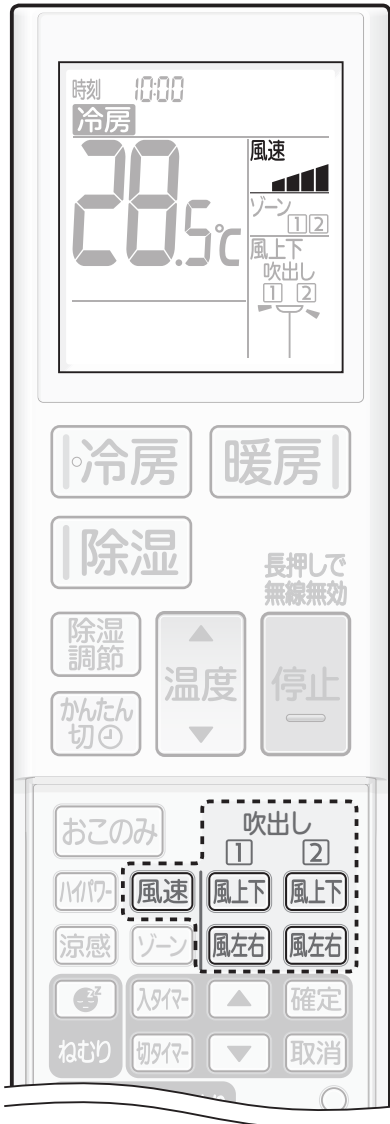 時刻 10:00
冷房
28.5℃
風速
ゾーン
1 2
風上下
吹出し
1 2
冷房 暖房
除湿
長押しで
無線無効
除湿
調節
温度
停止
かんたん
切
おこのみ
吹出し
1 2
ハイパワー 風速 風上下 風上下
涼感 ゾーン 風左右 風左右
入タイマー 確定
ねむり 切タイマー 取消